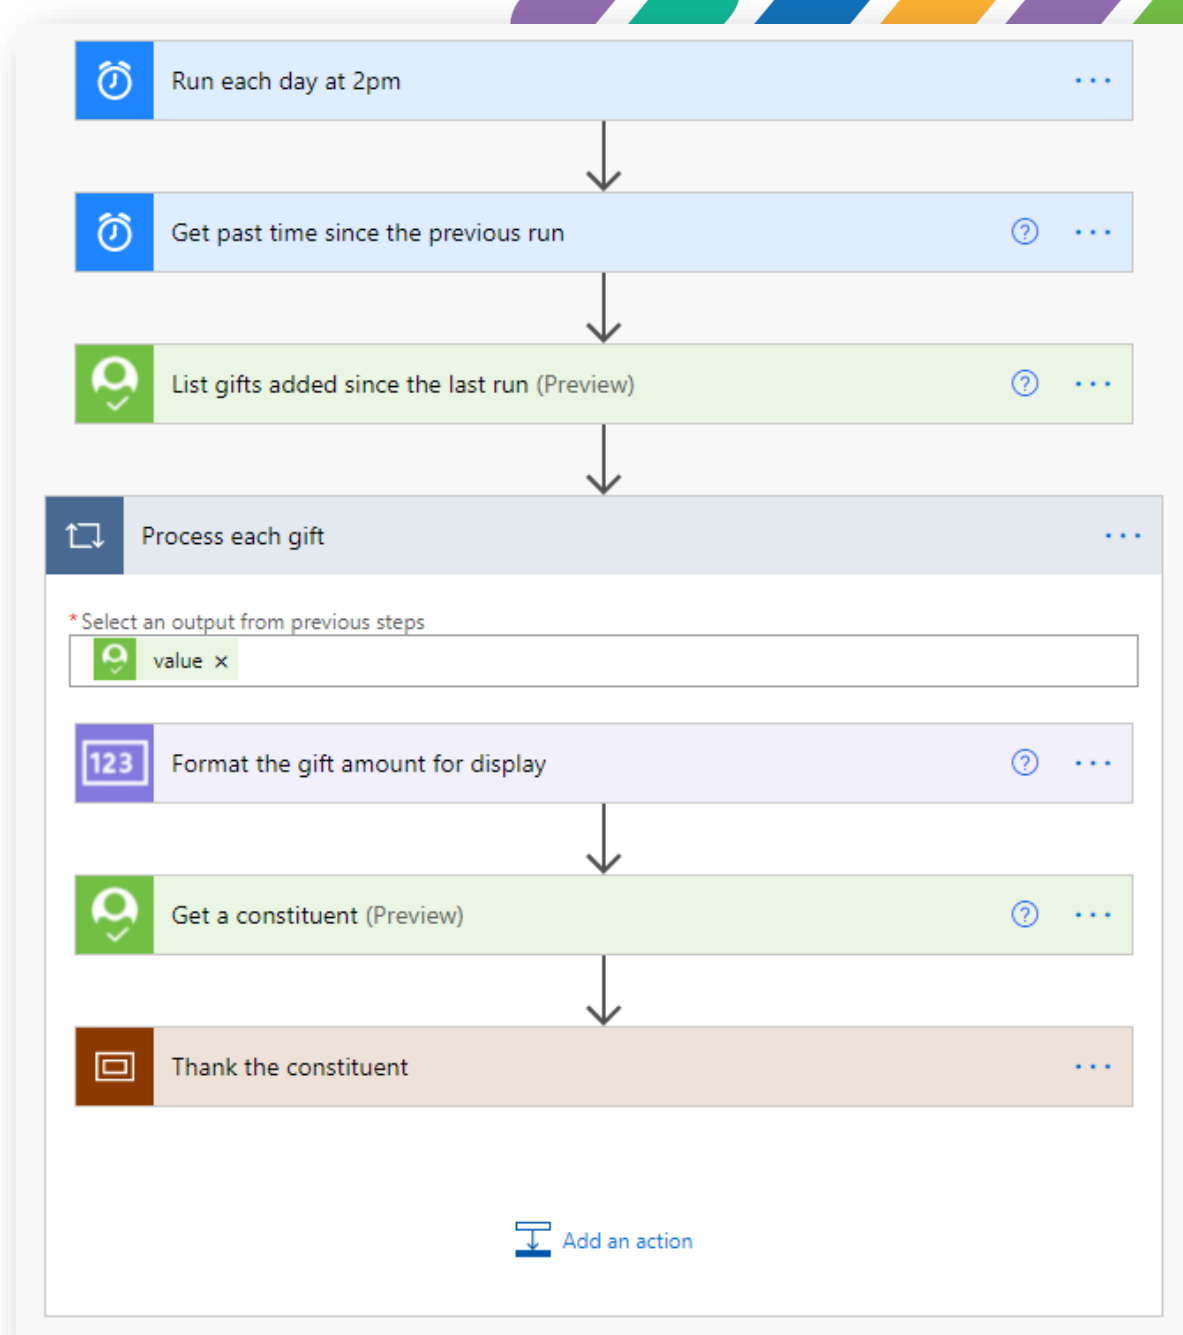 Run each day at 2pm
Get past time since the previous run
List gifts added since the last run (Preview)
Process each gift
* Select an output from previous steps
value ×
123
Format the gift amount for display
Get a constituent (Preview)
Thank the constituent
Add an action